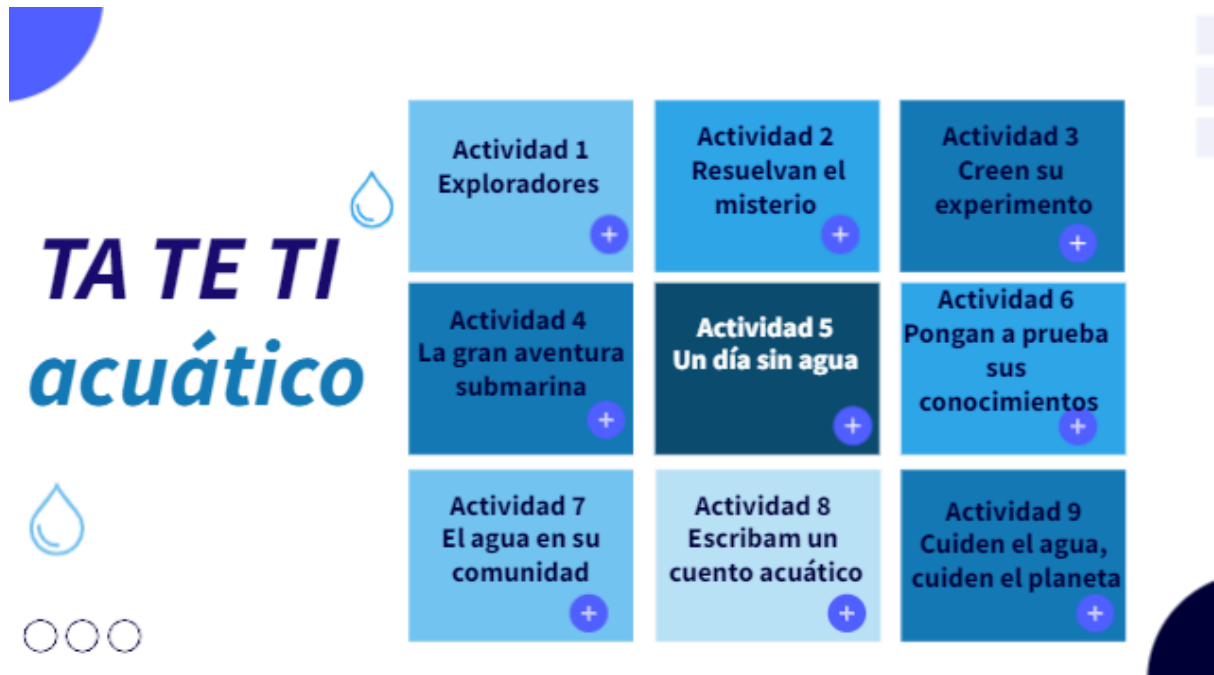 TA TE TI
acuático
Actividad 1
Exploradores
Actividad 2
Resuelvan el
misterio
Actividad 3
Creen su
experimento
Actividad 4
La gran aventura
submarina
Actividad 5
Un día sin agua
Actividad 6
Pongan a prueba
sus
conocimientos
Actividad 7
El agua en su
comunidad
Actividad 8
Escribam un
cuento acuático
Actividad 9
Cuiden el agua,
cuiden el planeta